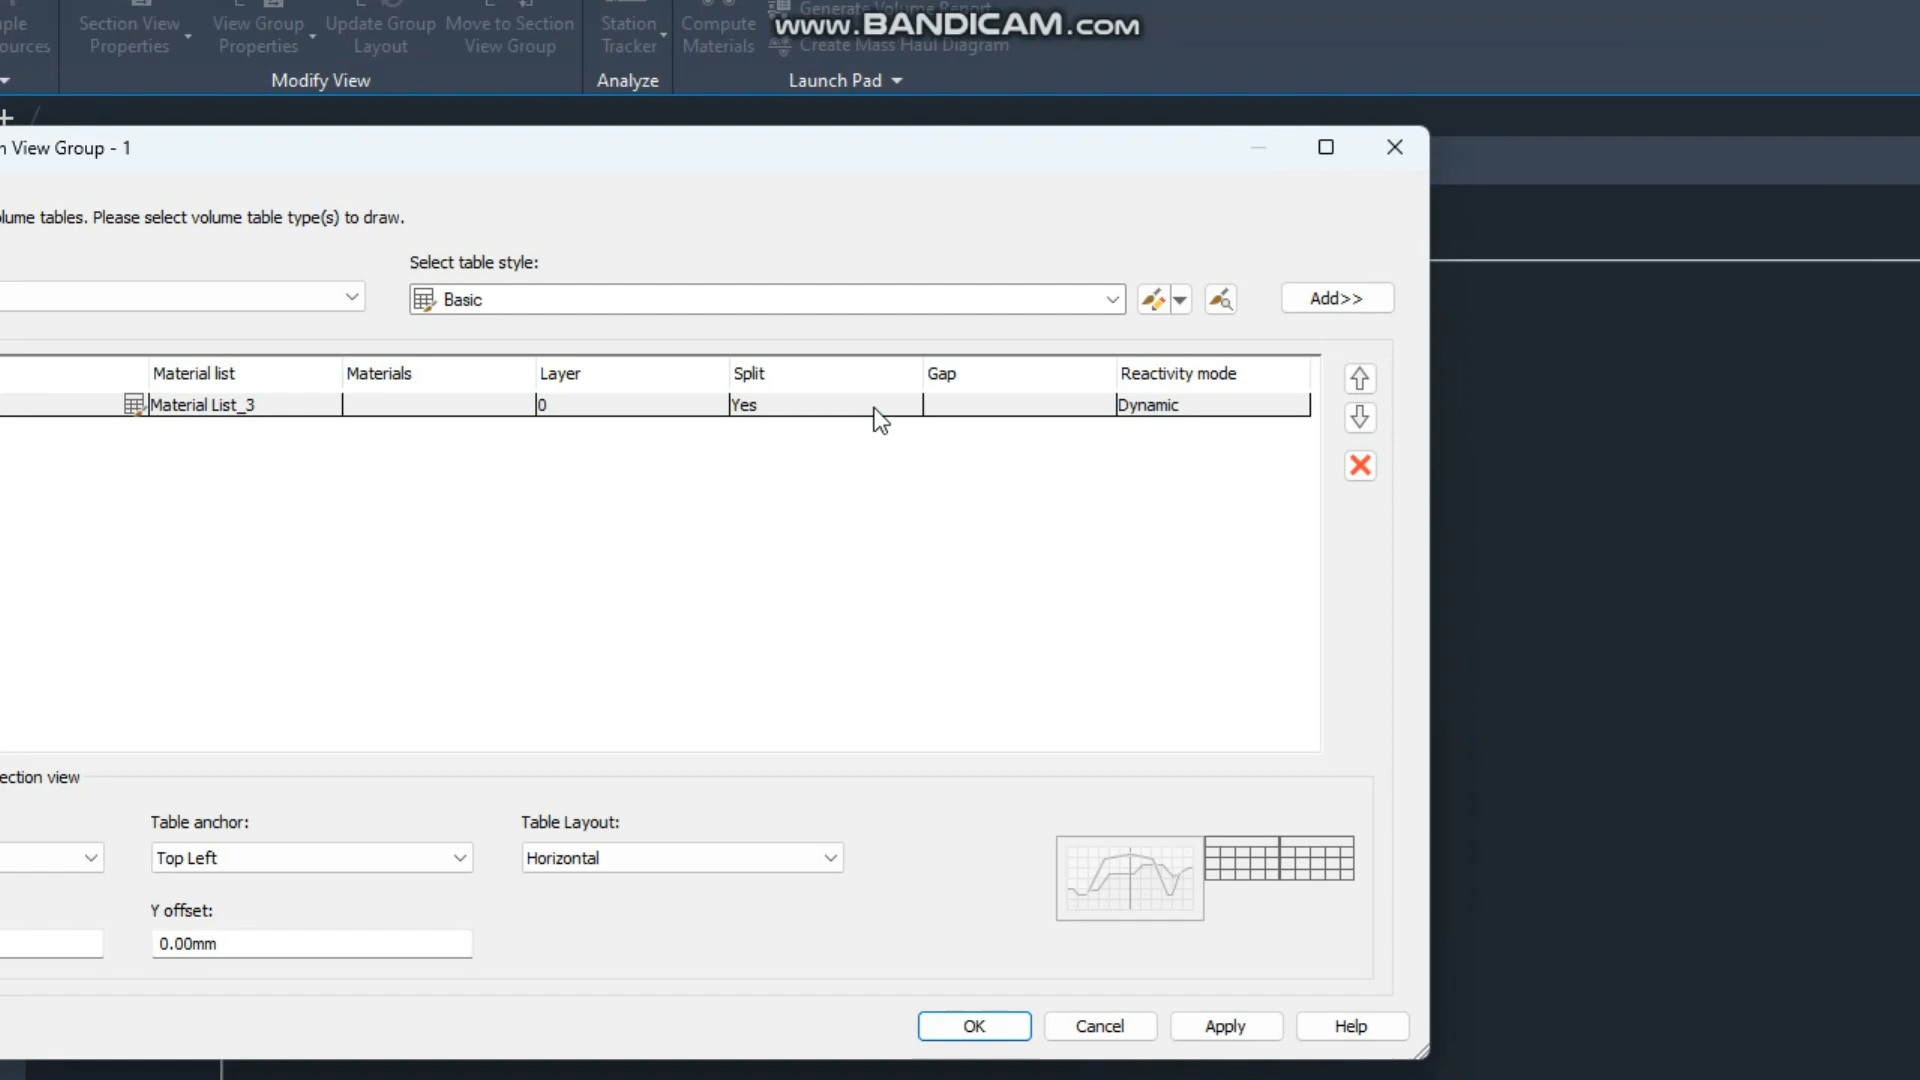 www.BANDICAM.com
Section View Properties
View Group Properties
Update Group Layout
Move to Section View Group
Station Tracker
Compute Materials
Generate Volume Report
Create Mass Haul Diagram
Modify View
Analyze
Launch Pad
View Group - 1
tables. Please select volume table type(s) to draw.
Select table style:
Basic
Add>>
Material list
Materials
Layer
Split
Gap
Reactivity mode
Material List_3
0
Yes
Dynamic
view
Table anchor:
Table Layout:
Top Left
Horizontal
Y offset:
0.00mm
OK
Cancel
Apply
Help